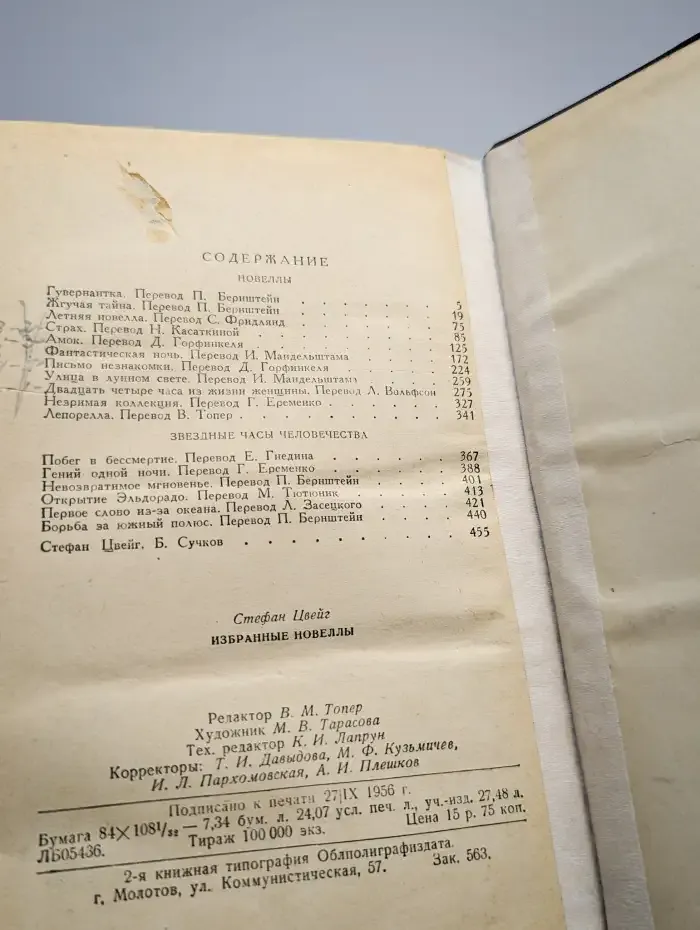 СОДЕРЖАНИЕ
НОВЕЛЛЫ
Гувернантка. Перевод П. Бернштейн . . . . . . . 5
Жгучая тайна. Перевод П. Бернштейн . . . . . . . 19
Летняя новелла. Перевод С. Фридлянд . . . . . . . 75
Страх. Перевод Н. Касаткиной . . . . . . . . 85
Амок. Перевод Д. Горфинкеля . . . . . . . . 125
Фантастическая ночь. Перевод И. Мандельштама . . . . 172
Письмо незнакомки. Перевод Д. Горфинкеля . . . . . 224
Улица в лунном свете. Перевод И. Мандельштама . . . . 259
Двадцать четыре часа из жизни женщины. Перевод Л. Вольфсон 275
Незримая коллекция. Перевод Г. Еременко . . . . . . 327
Лепорелла. Перевод В. Топер . . . . . . . . 341
ЗВЕЗДНЫЕ ЧАСЫ ЧЕЛОВЕЧЕСТВА
Побег в бессмертие. Перевод Е. Гнедина . . . . . . 367
Гений одной ночи. Перевод Г. Еременко . . . . . . 388
Невозвратимое мгновенье. Перевод П. Бернштейн . . . . 401
Открытие Эльдорадо. Перевод М. Тютюник . . . . . 413
Первое слово из-за океана. Перевод Л. Засецкого . . . . 421
Борьба за южный полюс. Перевод П. Бернштейн . . . . 440
Стефан Цвейг. Б. Сучков . . . . . . . . . 455
Стефан Цвейг
ИЗБРАННЫЕ НОВЕЛЛЫ
Редактор В. М. Топер
Художник М. В. Тарасова
Тех. редактор К. И. Лапрун
Корректоры: Т. И. Давыдова, М. Ф. Кузьмичев,
И. Л. Пархомовская, А. И. Плешков
Подписано к печати 27/IX 1956 г.
Бумага 84×108 1/32 — 7,34 бум. л. 24,07 усл. печ. л., уч.-изд. 27,48 л.
ЛБ05436. Тираж 100 000 экз. Цена 15 р. 75 коп.
2-я книжная типография Облполиграфиздата.
г. Молотов, ул. Коммунистическая, 57. Зак. 563.